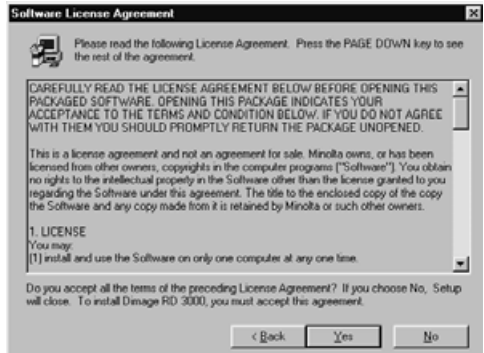 Software License Agreement
Please read the following License Agreement. Press the PAGE DOWN key to see
the rest of the agreement.
CAREFULLY READ THE LICENSE AGREEMENT BELOW BEFORE OPENING THIS
PACKAGED SOFTWARE. OPENING THIS PACKAGE INDICATES YOUR
ACCEPTANCE TO THE TERMS AND CONDITION BELOW. IF YOU DO NOT AGREE
WITH THEM YOU SHOULD PROMPTLY RETURN THE PACKAGE UNOPENED.
This is a license agreement and not an agreement for sale. Minolta owns, or has been
licensed from other owners, copyrights in the computer programs ("Software"). You obtain
no rights to the intellectual property in the Software other than the license granted to you
regarding the Software under this agreement. The title to the enclosed copy of the copy
the Software and any copy made from it is retained by Minolta or such other owners.
1. LICENSE
You may:
(1) install and use the Software on only one computer at any one time.
Do you accept all the terms of the preceding License Agreement? If you choose No, Setup
will close. To install Dimage RD 3000, you must accept this agreement.
< Back Yes No